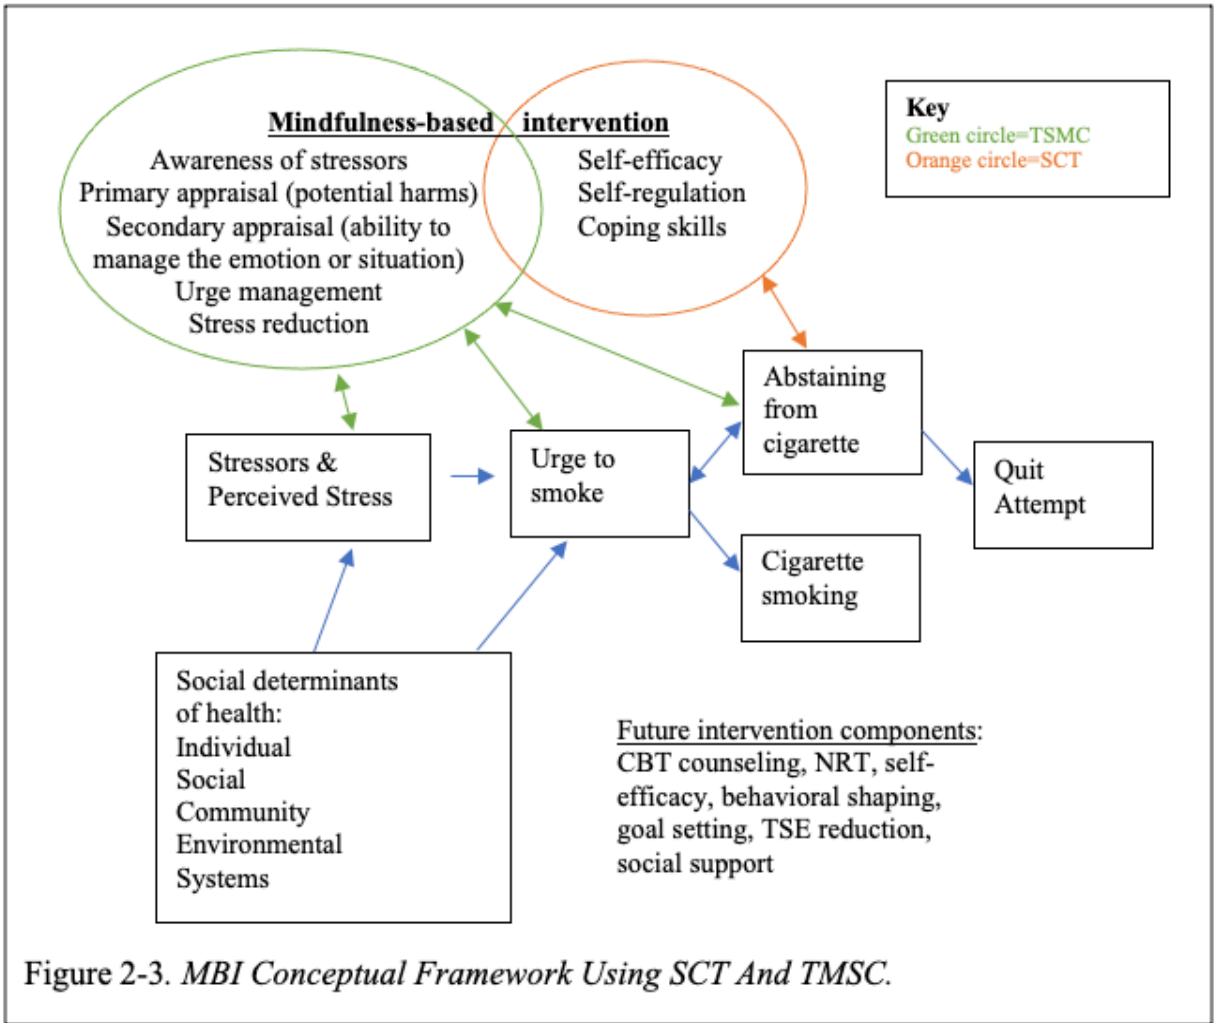 Mindfulness-based intervention
Awareness of stressors
Primary appraisal (potential harms)
Secondary appraisal (ability to
manage the emotion or situation)
Urge management
Stress reduction
Self-efficacy
Self-regulation
Coping skills
Key
Green circle=TSMC
Orange circle=SCT
Abstaining
from
cigarette
Stressors &
Perceived Stress
Urge to
smoke
Quit
Attempt
Cigarette
smoking
Social determinants
of health:
Individual
Social
Community
Environmental
Systems
Future intervention components:
CBT counseling, NRT, self-
efficacy, behavioral shaping,
goal setting, TSE reduction,
social support
Figure 2-3. MBI Conceptual Framework Using SCT And TMSC.